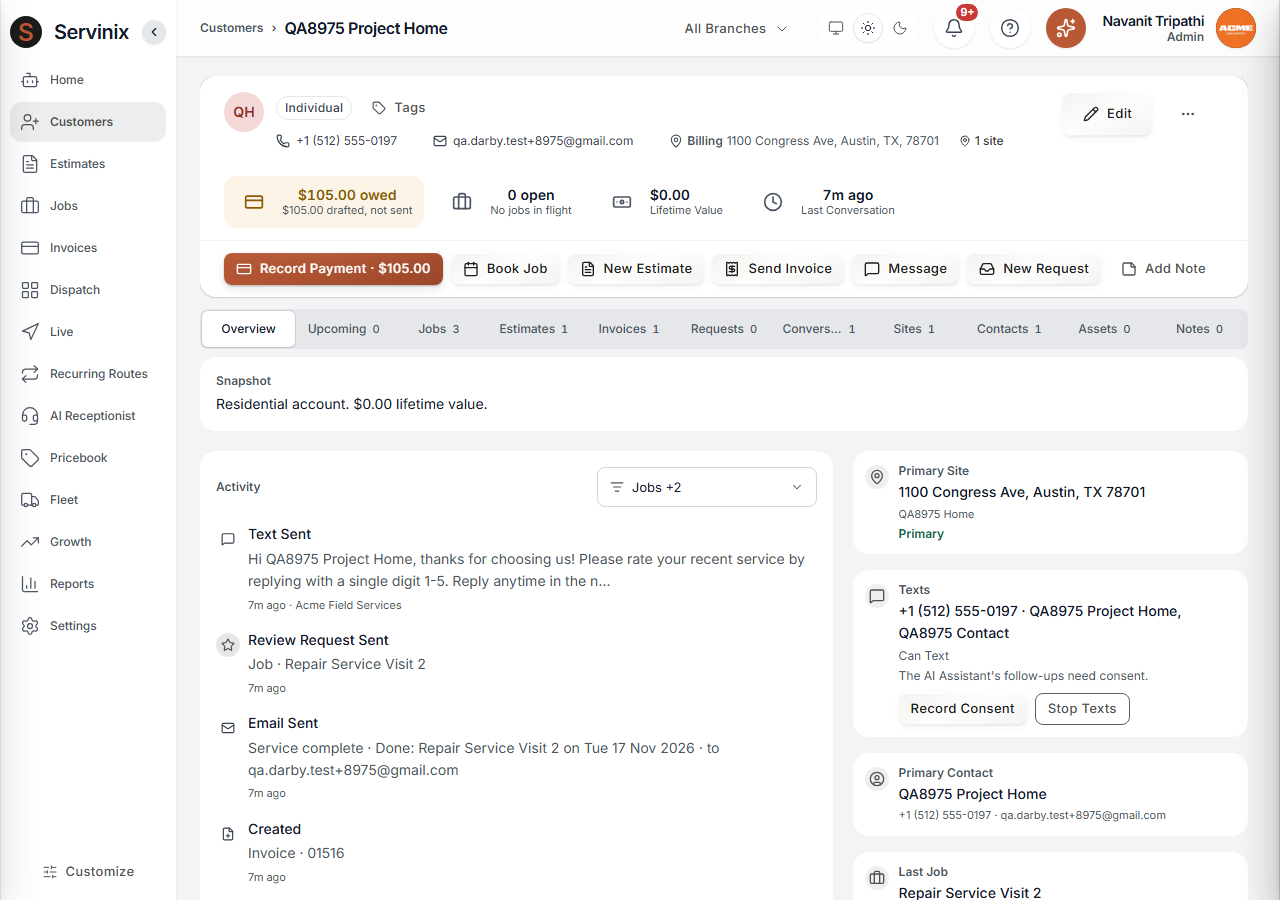 S Servinix
Customers › QA8975 Project Home
All Branches
9+
Navanit Tripathi
Admin
ACME
Home
Customers
Estimates
Jobs
Invoices
Dispatch
Live
Recurring Routes
AI Receptionist
Pricebook
Fleet
Growth
Reports
Settings
Customize
QH
Individual
Tags
Edit
+1 (512) 555-0197
qa.darby.test+8975@gmail.com
Billing 1100 Congress Ave, Austin, TX, 78701
1 site
$105.00 owed
$105.00 drafted, not sent
0 open
No jobs in flight
$0.00
Lifetime Value
7m ago
Last Conversation
Record Payment · $105.00
Book Job
New Estimate
Send Invoice
Message
New Request
Add Note
Overview
Upcoming 0
Jobs 3
Estimates 1
Invoices 1
Requests 0
Convers... 1
Sites 1
Contacts 1
Assets 0
Notes 0
Snapshot
Residential account. $0.00 lifetime value.
Activity
Jobs +2
Text Sent
Hi QA8975 Project Home, thanks for choosing us! Please rate your recent service by
replying with a single digit 1-5. Reply anytime in the n...
7m ago · Acme Field Services
Review Request Sent
Job · Repair Service Visit 2
7m ago
Email Sent
Service complete · Done: Repair Service Visit 2 on Tue 17 Nov 2026 · to
qa.darby.test+8975@gmail.com
7m ago
Created
Invoice · 01516
7m ago
Primary Site
1100 Congress Ave, Austin, TX 78701
QA8975 Home
Primary
Texts
+1 (512) 555-0197 · QA8975 Project Home,
QA8975 Contact
Can Text
The AI Assistant's follow-ups need consent.
Record Consent
Stop Texts
Primary Contact
QA8975 Project Home
+1 (512) 555-0197 · qa.darby.test+8975@gmail.com
Last Job
Repair Service Visit 2